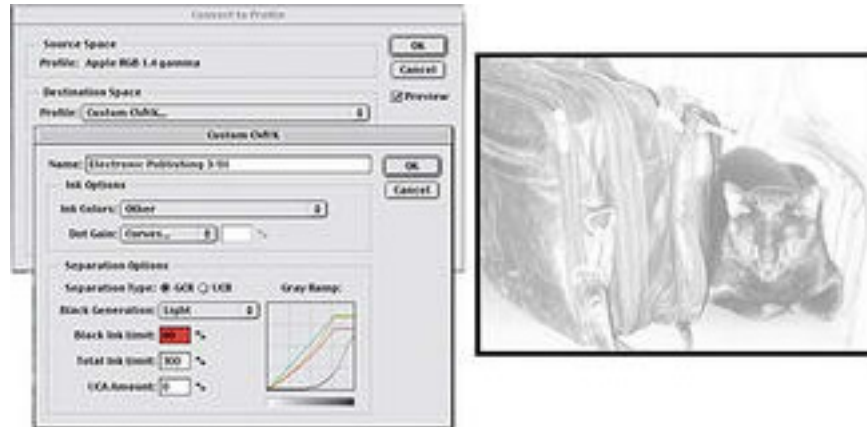 Convert to Profile
Source Space
Profile: Apple RGB 1.4 gamma
OK
Cancel
Destination Space
Preview
Profile: Custom CMYK...
Custom CMYK
Name: Electronic Publishing
OK
Cancel
Ink Options
Ink Colors: Other
Dot Gain: Curves... %
Separation Options
Separation Type: GCR UCR
Gray Ramp:
Black Generation: Light
Black Ink Limit: %
Total Ink Limit: 300 %
UCA Amount: 0 %